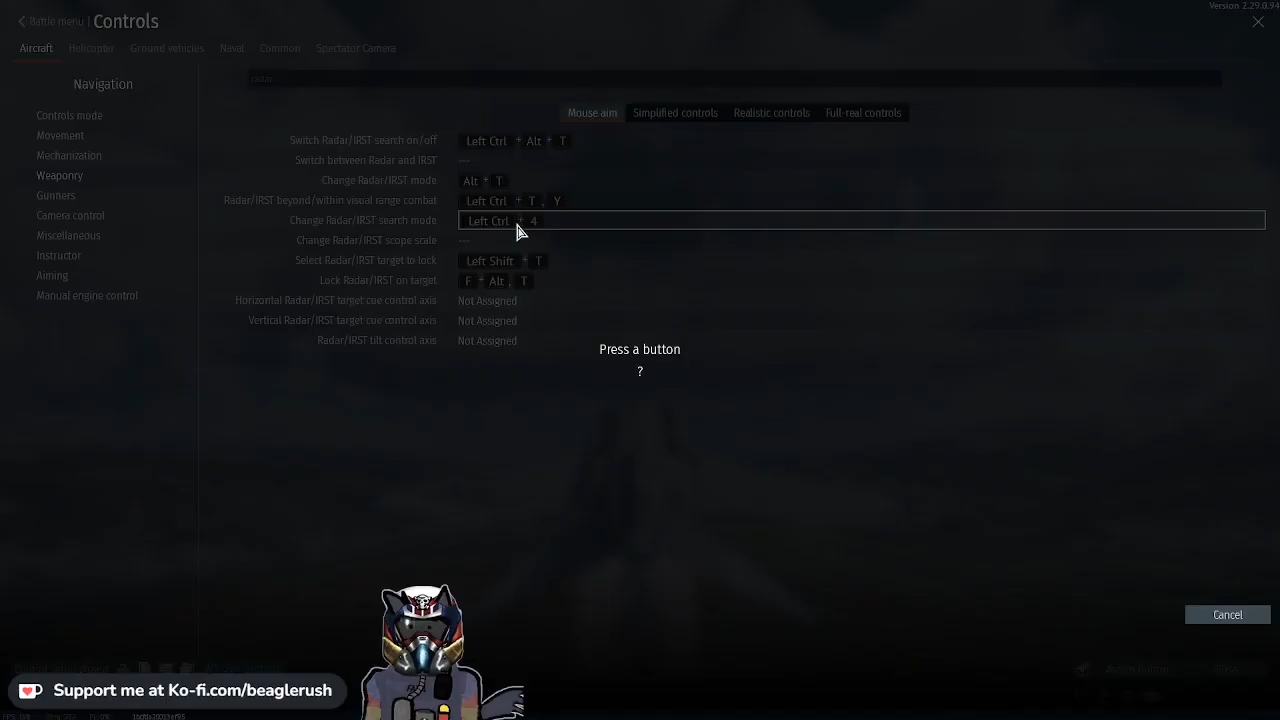 Version 2.29.0.94
Battle menu | Controls
Aircraft Helicopter Ground vehicles Naval Common Spectator Camera
Navigation
Controls mode
Movement
Mechanization
Weaponry
Gunners
Camera control
Miscellaneous
Instructor
Aiming
Manual engine control
radar
Mouse aim Simplified controls Realistic controls Full-real controls
Switch Radar/IRST search on/off Left Ctrl + Alt + T
Switch between Radar and IRST ---
Change Radar/IRST mode Alt + T
Radar/IRST beyond/within visual range combat Left Ctrl + T , Y
Change Radar/IRST search mode Left Ctrl + 4
Change Radar/IRST scope scale ---
Select Radar/IRST target to lock Left Shift + T
Lock Radar/IRST on target F + Alt , T
Horizontal Radar/IRST target cue control axis Not Assigned
Vertical Radar/IRST target cue control axis Not Assigned
Radar/IRST tilt control axis Not Assigned
Press a button
?
Cancel
Support me at Ko-fi.com/beaglerush